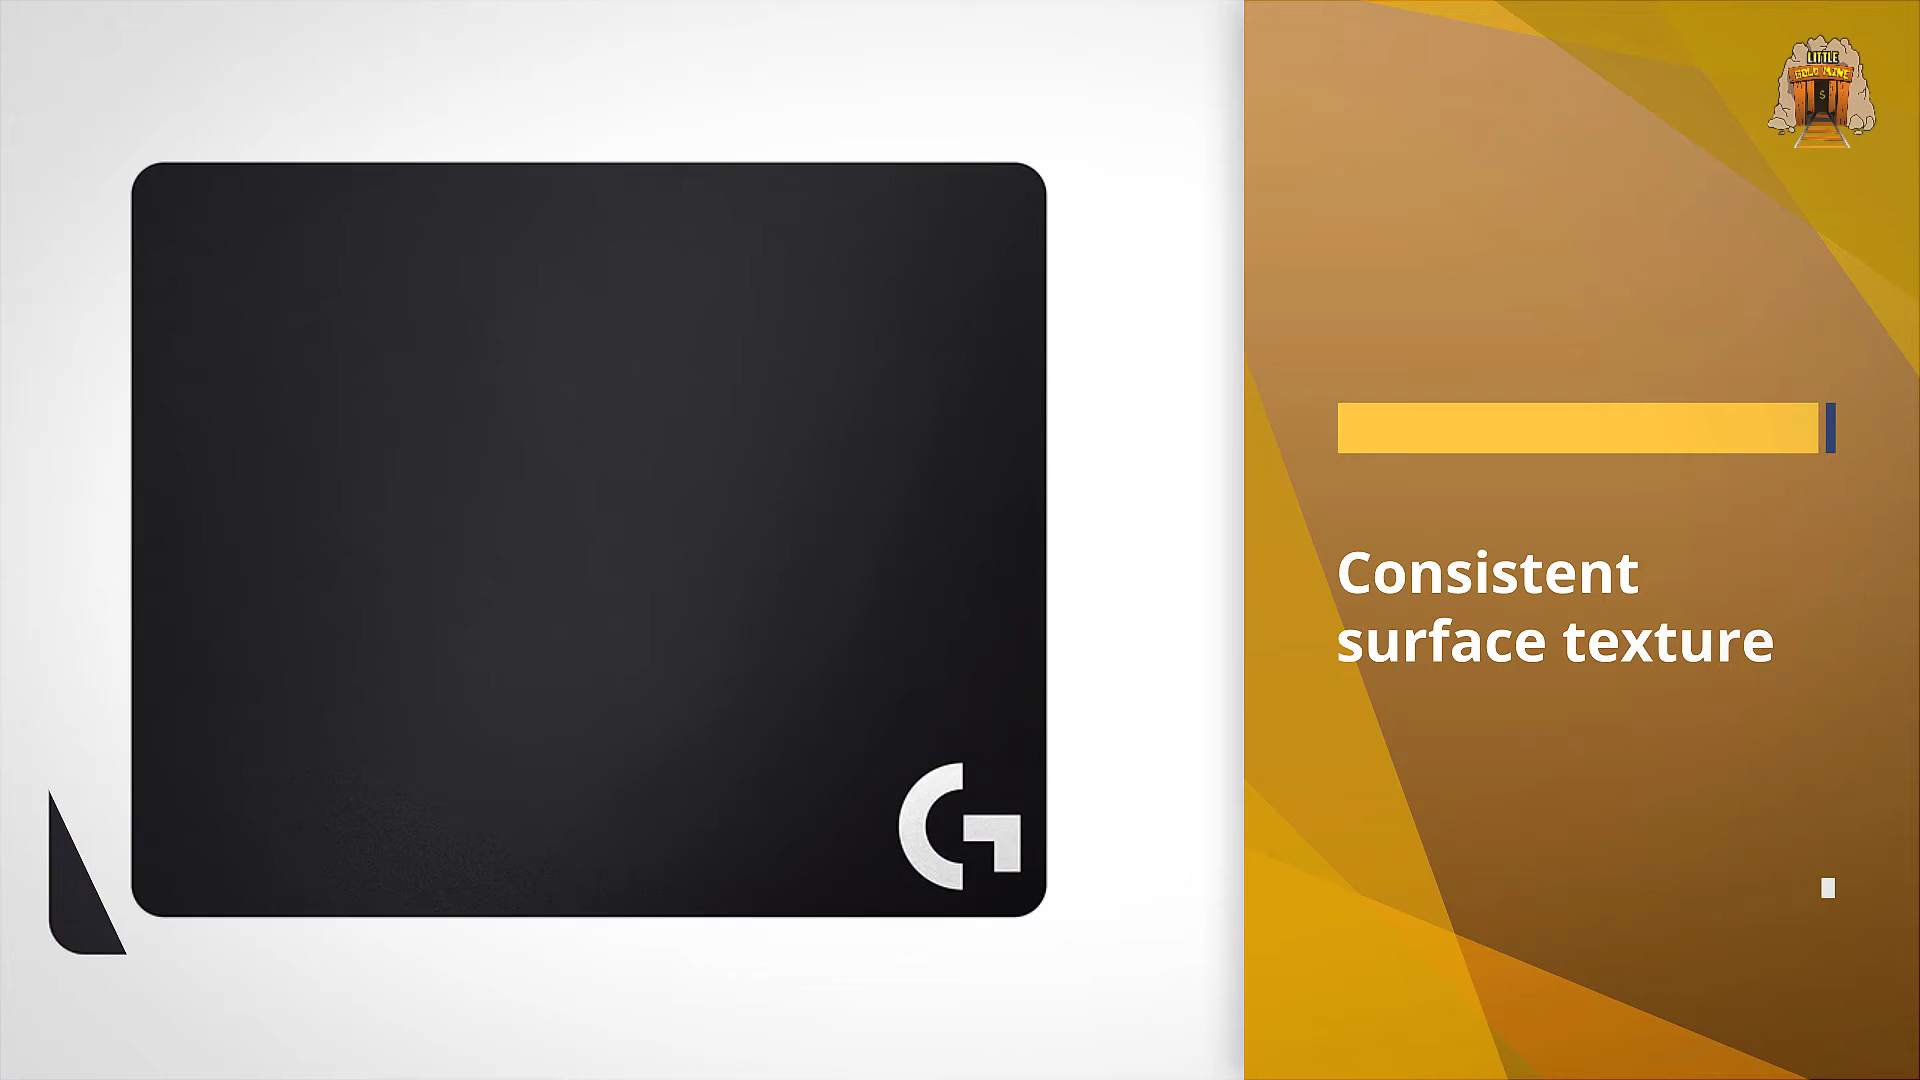 LITTLE
GOLD MINE
$
Consistent
surface texture
G